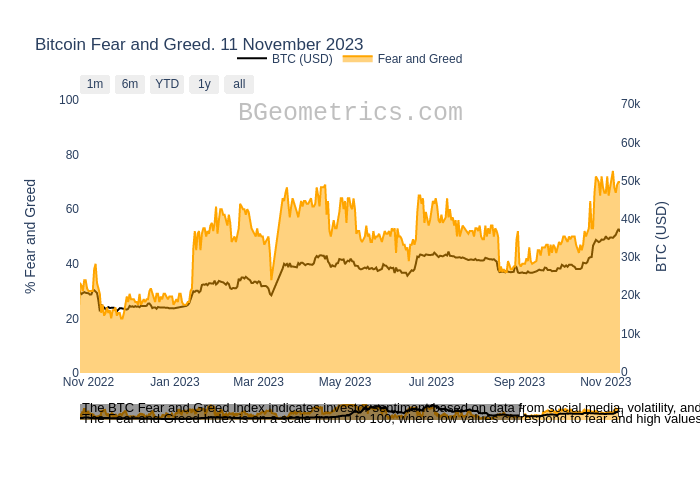 Bitcoin Fear and Greed. 11 November 2023
BTC (USD) Fear and Greed
1m 6m YTD 1y all
BGeometrics.com
100
80
60
40
20
0
% Fear and Greed
70k
60k
50k
40k
30k
20k
10k
0
BTC (USD)
Nov 2022 Jan 2023 Mar 2023 May 2023 Jul 2023 Sep 2023 Nov 2023
The BTC Fear and Greed Index indicates investor sentiment based on data from social media, volatility, and
The Fear and Greed Index is on a scale from 0 to 100, where low values correspond to fear and high values